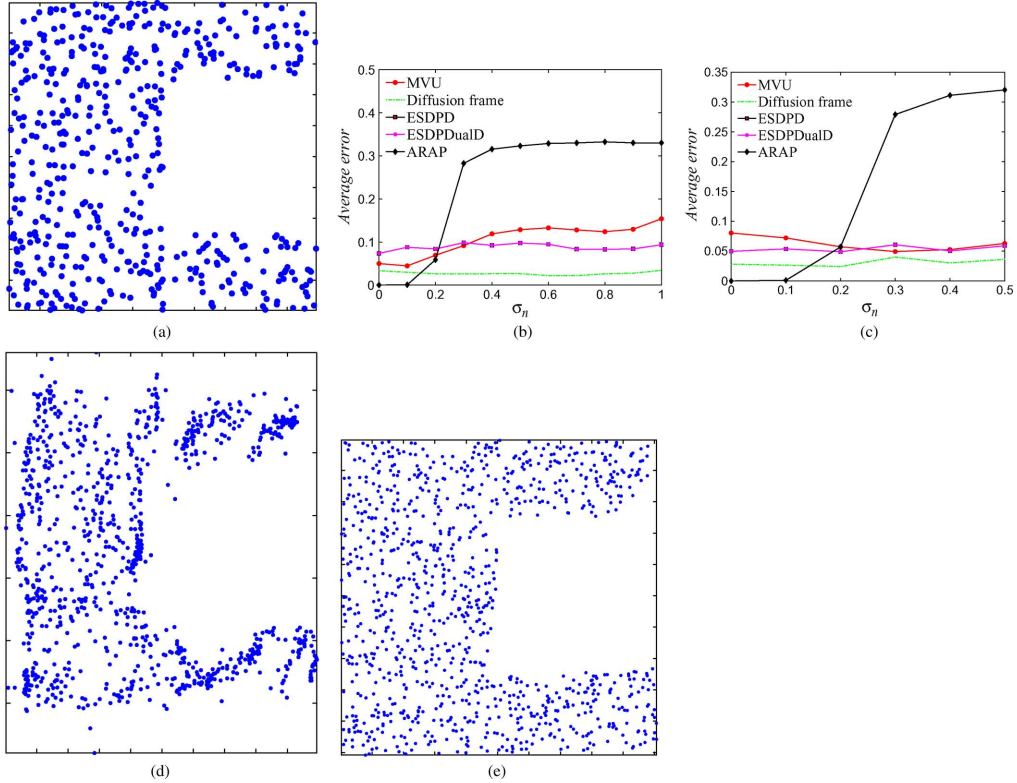 (a)
0.5
0.4
0.3
0.2
0.1
0
Average error
MVU
Diffusion frame
ESDPD
ESDPDualD
ARAP
0 0.2 0.4 0.6 0.8 1
σn
(b)
0.35
0.3
0.25
0.2
0.15
0.1
0.05
0
Average error
MVU
Diffusion frame
ESDPD
ESDPDualD
ARAP
0 0.1 0.2 0.3 0.4 0.5
σn
(c)
(d)
(e)